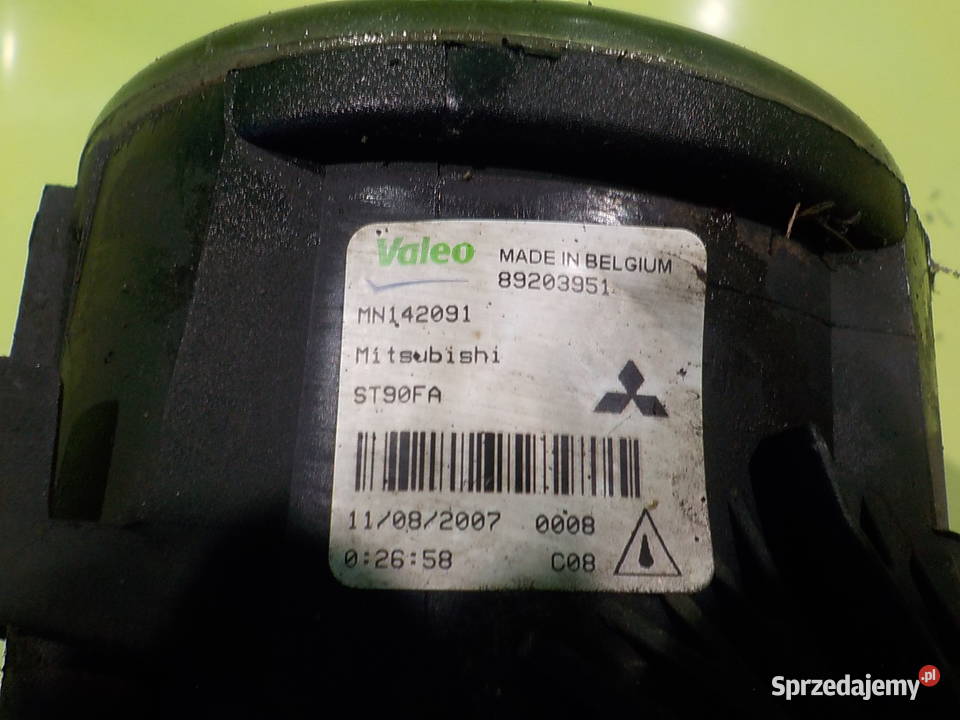 Valeo MADE IN BELGIUM
89203951
MN142091
Mitsubishi
ST90FA
11/08/2007 0008
0:26:58 C08
Sprzedajemy.pl